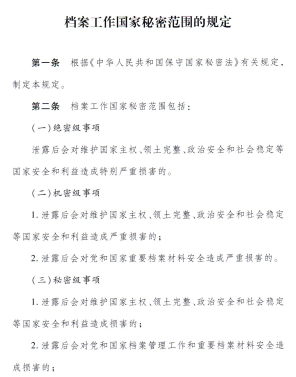 档案工作国家秘密范围的规定
第一条　根据《中华人民共和国保守国家秘密法》有关规定，
制定本规定。
第二条　档案工作国家秘密范围包括：
（一）绝密级事项
泄露后会对维护国家主权、领土完整、政治安全和社会稳定等
国家安全和利益造成特别严重损害的。
（二）机密级事项
1.泄露后会对维护国家主权、领土完整、政治安全和社会稳定
等国家安全和利益造成严重损害的；
2.泄露后会对党和国家重要档案材料安全造成严重损害的。
（三）秘密级事项
1.泄露后会对维护国家主权、领土完整、政治安全和社会稳定
等国家安全和利益造成损害的；
2.泄露后会对党和国家档案管理工作和重要档案材料安全造
成损害的；